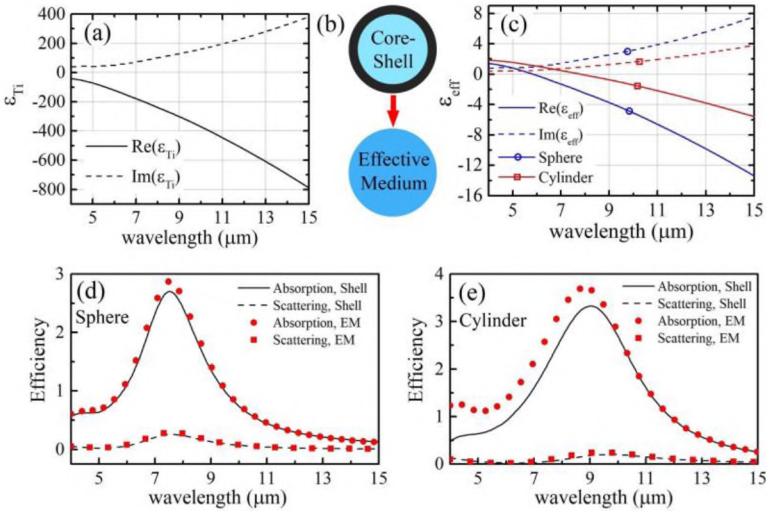 (a)
400
200
0
-200
-400
-600
-800
ε_Ti
Re(ε_Ti)
Im(ε_Ti)
5 7 9 11 13 15
wavelength (μm)
(b)
Core-
Shell
Effective
Medium
(c)
8
4
0
-4
-8
-12
-16
ε_eff
Re(ε_eff)
Im(ε_eff)
Sphere
Cylinder
5 7 9 11 13 15
wavelength (μm)
(d)
Sphere
3
2
1
0
Efficiency
Absorption, Shell
Scattering, Shell
Absorption, EM
Scattering, EM
5 7 9 11 13 15
wavelength (μm)
(e)
Cylinder
4
3
2
1
0
Efficiency
Absorption, Shell
Scattering, Shell
Absorption, EM
Scattering, EM
5 7 9 11 13 15
wavelength (μm)